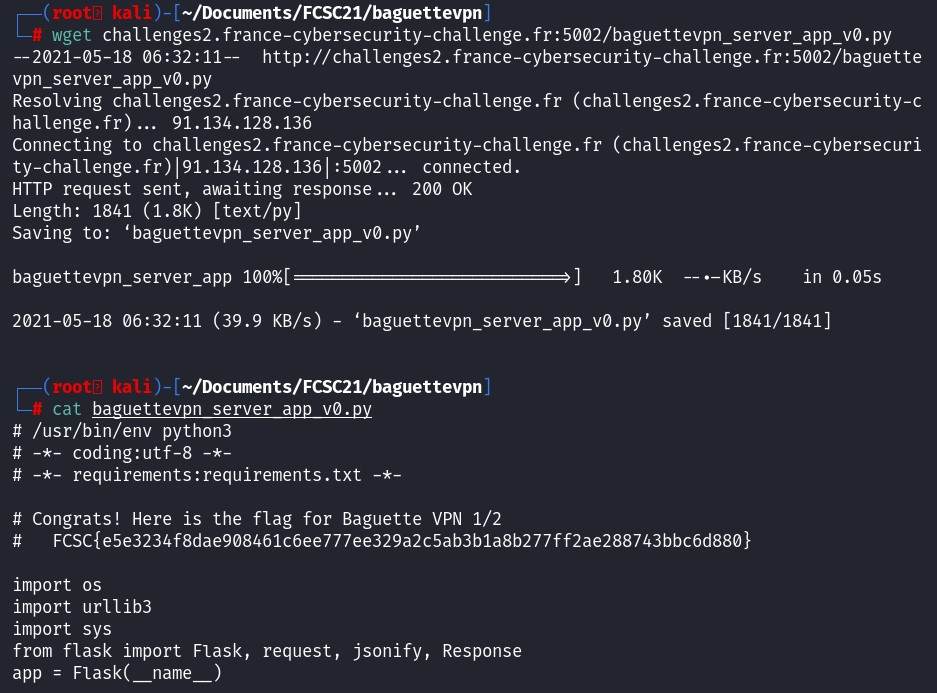 ┌──(root㉿ kali)-[~/Documents/FCSC21/baguettevpn]
└─# wget challenges2.france-cybersecurity-challenge.fr:5002/baguettevpn_server_app_v0.py
--2021-05-18 06:32:11--  http://challenges2.france-cybersecurity-challenge.fr:5002/baguette
vpn_server_app_v0.py
Resolving challenges2.france-cybersecurity-challenge.fr (challenges2.france-cybersecurity-c
hallenge.fr)... 91.134.128.136
Connecting to challenges2.france-cybersecurity-challenge.fr (challenges2.france-cybersecuri
ty-challenge.fr)|91.134.128.136|:5002... connected.
HTTP request sent, awaiting response... 200 OK
Length: 1841 (1.8K) [text/py]
Saving to: ‘baguettevpn_server_app_v0.py’
baguettevpn_server_app 100%[===========================>]   1.80K  --.-KB/s    in 0.05s
2021-05-18 06:32:11 (39.9 KB/s) - ‘baguettevpn_server_app_v0.py’ saved [1841/1841]
┌──(root㉿ kali)-[~/Documents/FCSC21/baguettevpn]
└─# cat baguettevpn_server_app_v0.py
# /usr/bin/env python3
# -*- coding:utf-8 -*-
# -*- requirements:requirements.txt -*-
# Congrats! Here is the flag for Baguette VPN 1/2
#   FCSC{e5e3234f8dae908461c6ee777ee329a2c5ab3b1a8b277ff2ae288743bbc6d880}
import os
import urllib3
import sys
from flask import Flask, request, jsonify, Response
app = Flask(__name__)